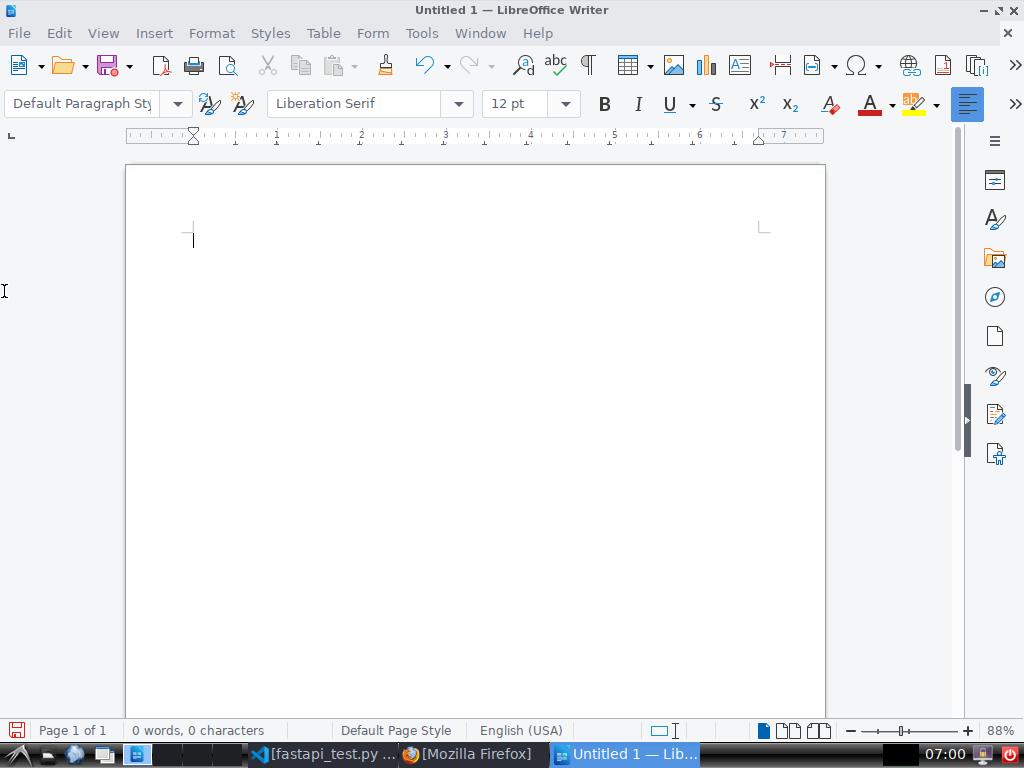 Untitled 1 — LibreOffice Writer
File Edit View Insert Format Styles Table Form Tools Window Help
Default Paragraph Sty Liberation Serif 12 pt
1 2 3 4 5 6 7
Page 1 of 1 0 words, 0 characters Default Page Style English (USA) 88%
[fastapi_test.py ... [Mozilla Firefox] Untitled 1 — Lib... 07:00